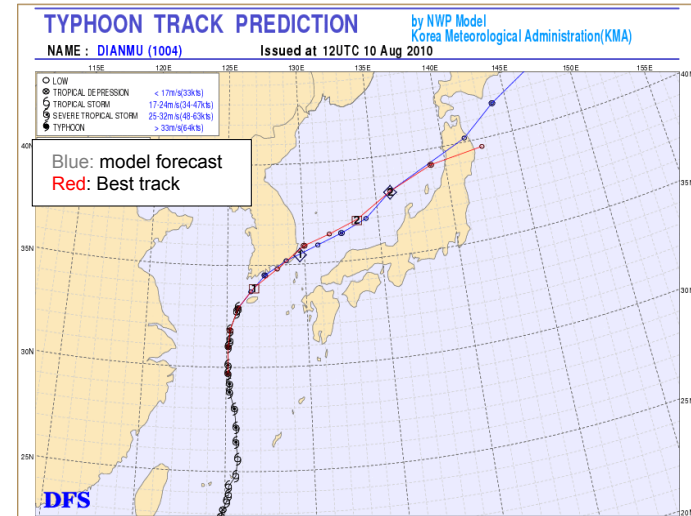 TYPHOON TRACK PREDICTION
by NWP Model
Korea Meteorological Administration(KMA)
NAME : DIANMU (1004) Issued at 12UTC 10 Aug 2010
115E 120E 125E 130E 135E 140E 145E 150E 155E
40N
LOW
TROPICAL DEPRESSION < 17m/s(33kts)
TROPICAL STORM 17-24m/s(34-47kts)
SEVERE TROPICAL STORM 25-32m/s(48-63kts)
TYPHOON > 33m/s(64kts)
40N
Blue: model forecast
Red: Best track
2
2
35N
1
35N
1
30N
30N
25N
25N
DFS
20N